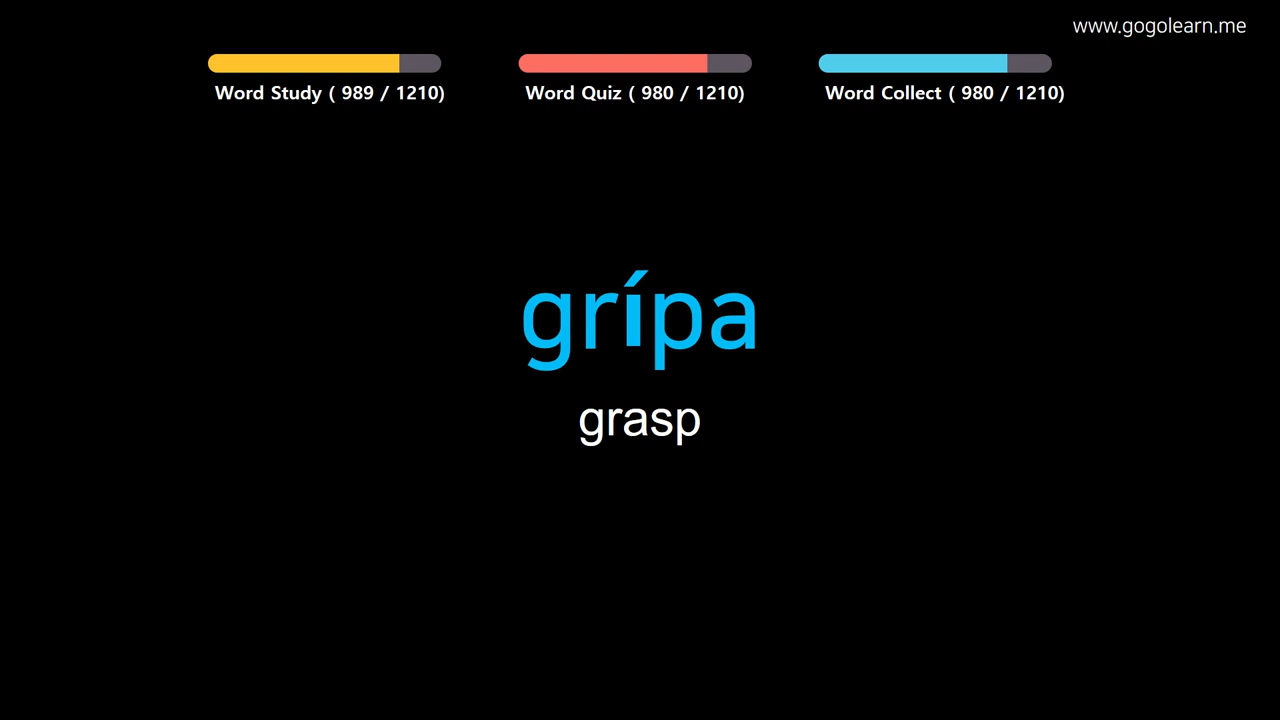 www.gogolearn.me
Word Study ( 989 / 1210)
Word Quiz ( 980 / 1210)
Word Collect ( 980 / 1210)
grípa
grasp